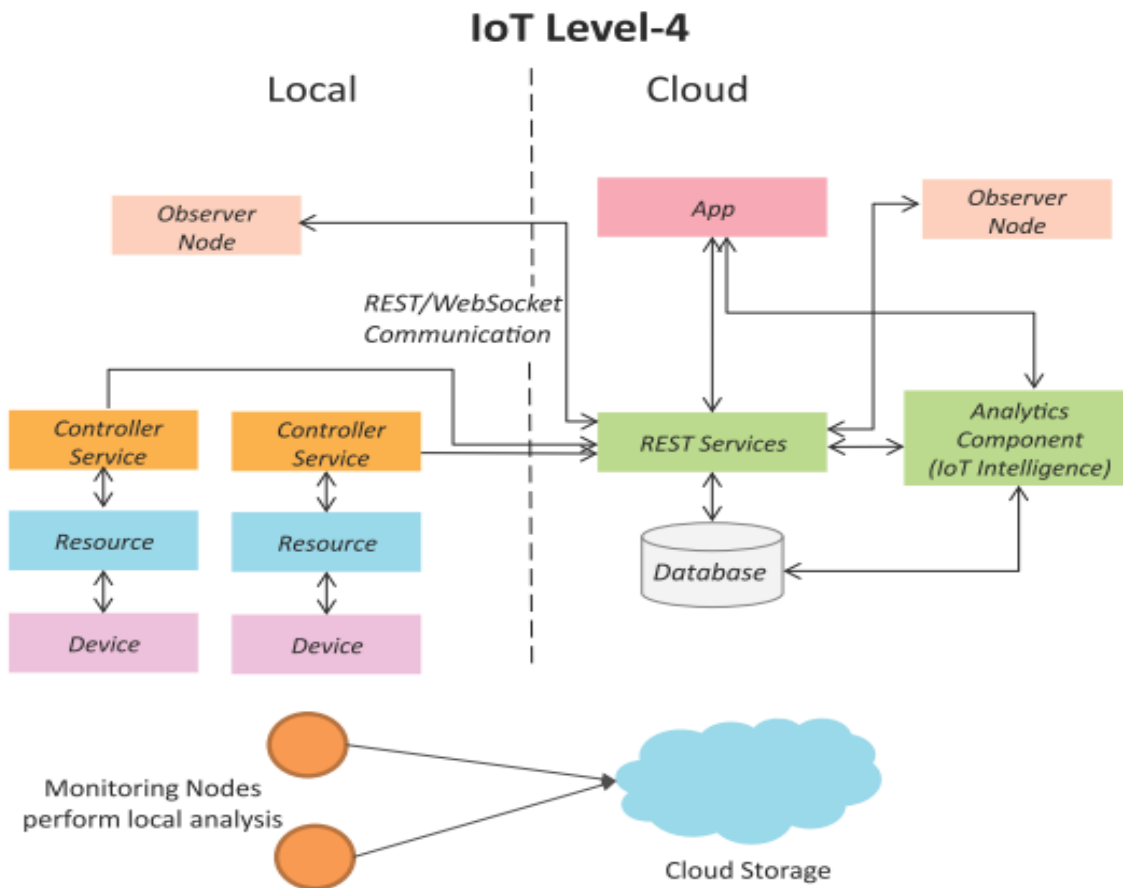 IoT Level-4
Local
Cloud
Observer
Node
App
Observer
Node
REST/WebSocket
Communication
Controller
Service
Controller
Service
REST Services
Analytics
Component
(IoT Intelligence)
Resource
Resource
Database
Device
Device
Monitoring Nodes
perform local analysis
Cloud Storage